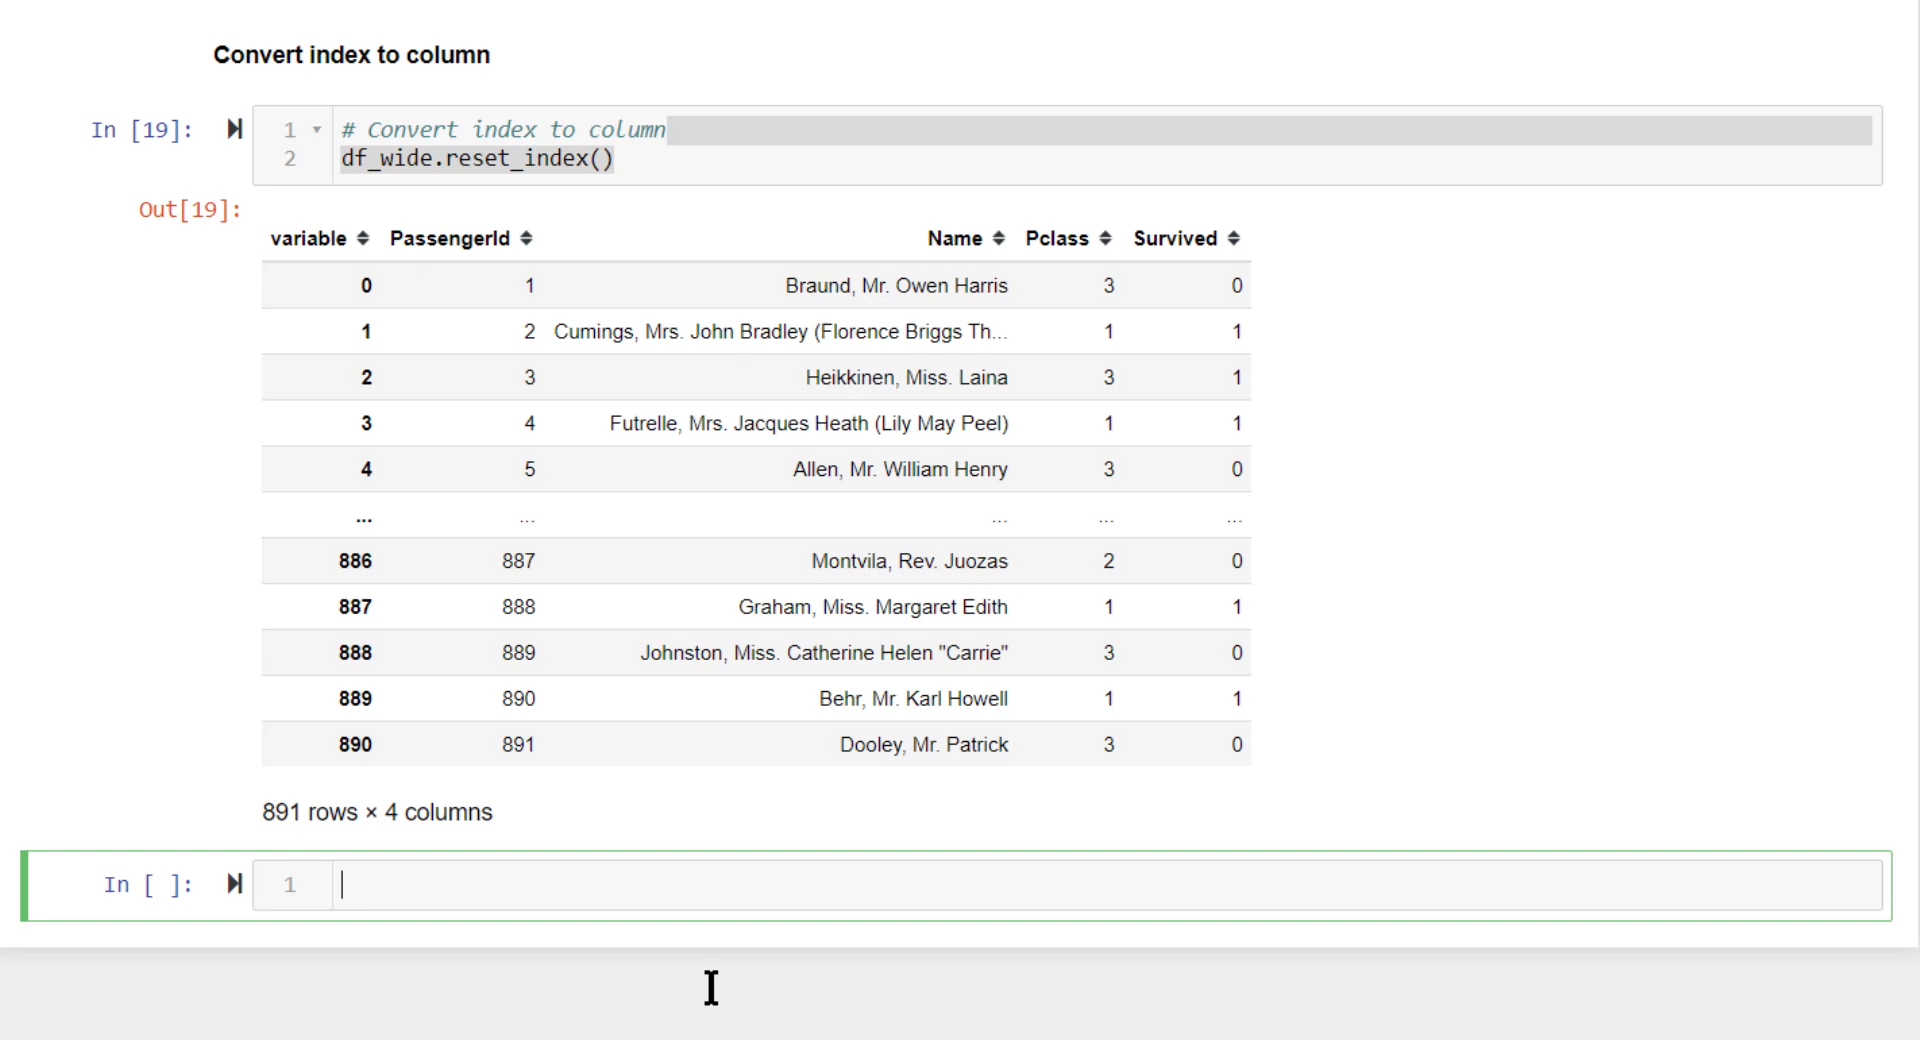 Convert index to column
In [19]:
1 # Convert index to column
2 df_wide.reset_index()
Out[19]:
variable PassengerId Name Pclass Survived
0 1 Braund, Mr. Owen Harris 3 0
1 2 Cumings, Mrs. John Bradley (Florence Briggs Th... 1 1
2 3 Heikkinen, Miss. Laina 3 1
3 4 Futrelle, Mrs. Jacques Heath (Lily May Peel) 1 1
4 5 Allen, Mr. William Henry 3 0
... ... ... ... ...
886 887 Montvila, Rev. Juozas 2 0
887 888 Graham, Miss. Margaret Edith 1 1
888 889 Johnston, Miss. Catherine Helen "Carrie" 3 0
889 890 Behr, Mr. Karl Howell 1 1
890 891 Dooley, Mr. Patrick 3 0
891 rows × 4 columns
In [ ]: 1